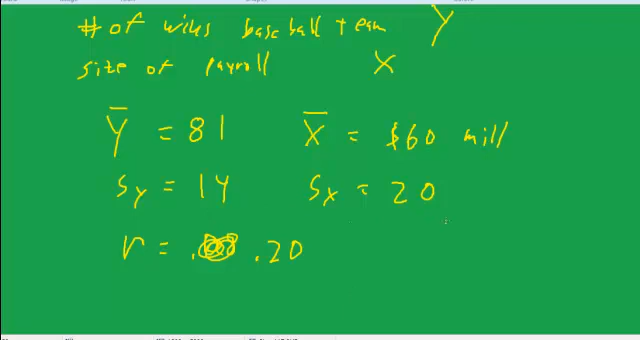 # of wins baseball team Y
size of payroll X
Y = 81 X = $60 mill
Sy = 14 Sx = 20
r = . .20